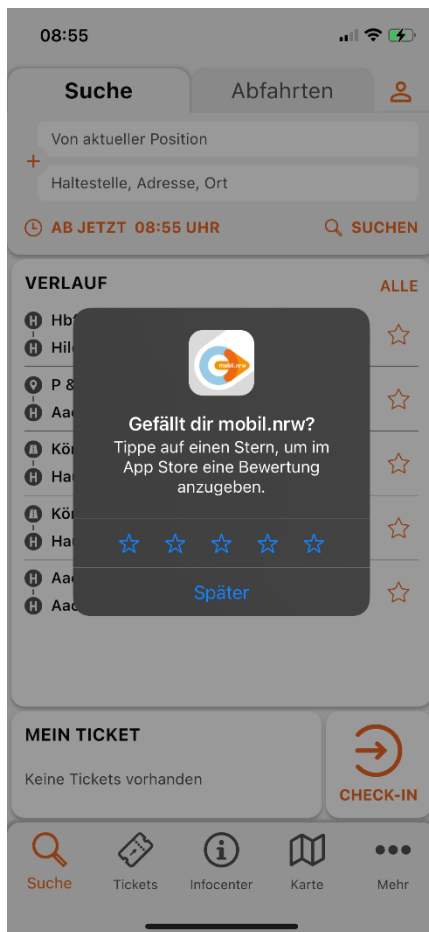 08:55
Suche
Abfahrten
Von aktueller Position
Haltestelle, Adresse, Ort
AB JETZT 08:55 UHR
SUCHEN
VERLAUF
ALLE
mobil.nrw
Gefällt dir mobil.nrw?
Tippe auf einen Stern, um im
App Store eine Bewertung
anzugeben.
Später
MEIN TICKET
Keine Tickets vorhanden
CHECK-IN
Suche
Tickets
Infocenter
Karte
Mehr